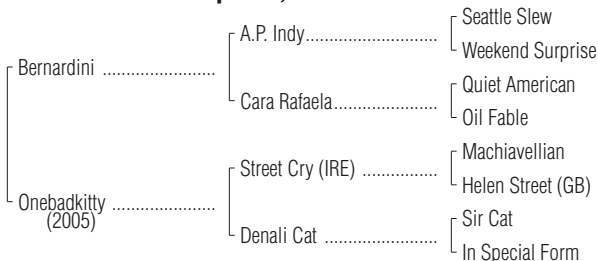 Seattle Slew
A.P. Indy
Weekend Surprise
Bernardini
Quiet American
Cara Rafaela
Oil Fable
Machiavellian
Street Cry (IRE)
Helen Street (GB)
Onebadkitty
(2005)
Sir Cat
Denali Cat
In Special Form